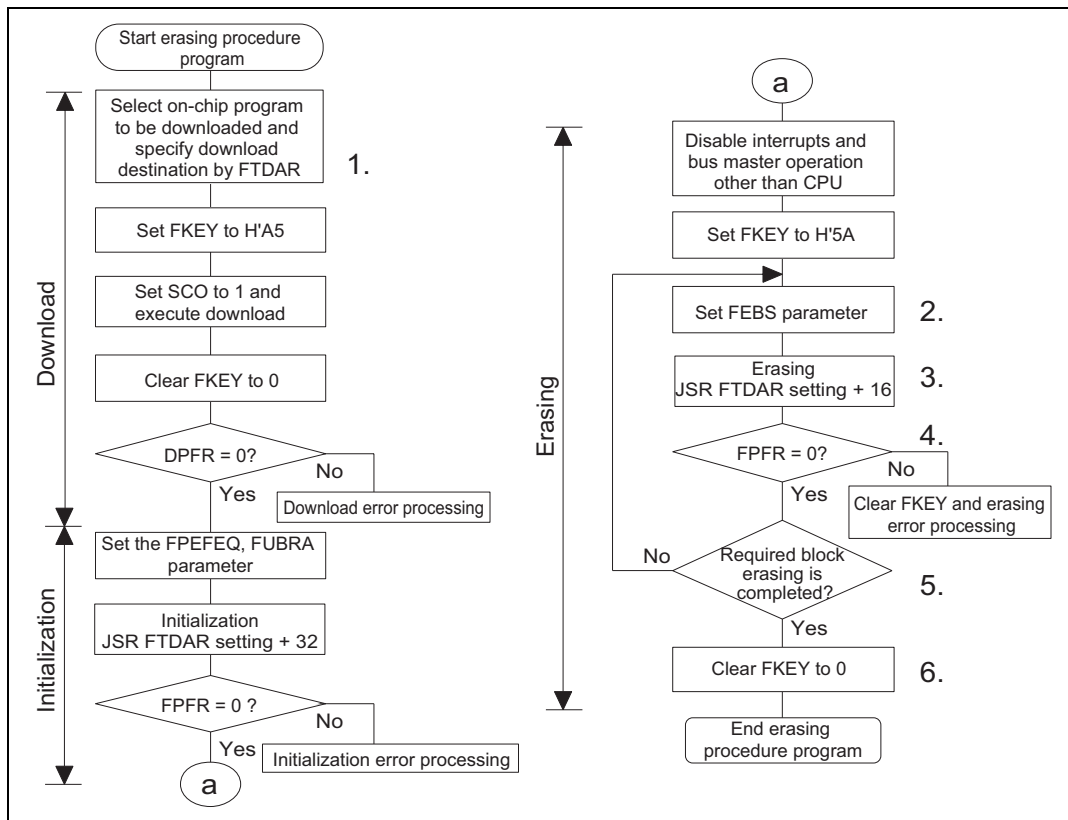 Start erasing procedure
program
Select on-chip program
to be downloaded and
specify download
destination by FTDAR
1.
Set FKEY to H'A5
Set SCO to 1 and
execute download
Clear FKEY to 0
DPFR = 0?
No
Yes
Download error processing
Download
Set the FPEFEQ, FUBRA
parameter
Initialization
JSR FTDAR setting + 32
FPFR = 0 ?
No
Yes
Initialization error processing
Initialization
a
a
Disable interrupts and
bus master operation
other than CPU
Set FKEY to H'5A
Set FEBS parameter
2.
Erasing
JSR FTDAR setting + 16
3.
4.
FPFR = 0?
No
Yes
Clear FKEY and erasing
error processing
Erasing
No
Required block
erasing is
completed?
5.
Yes
Clear FKEY to 0
6.
End erasing
procedure program